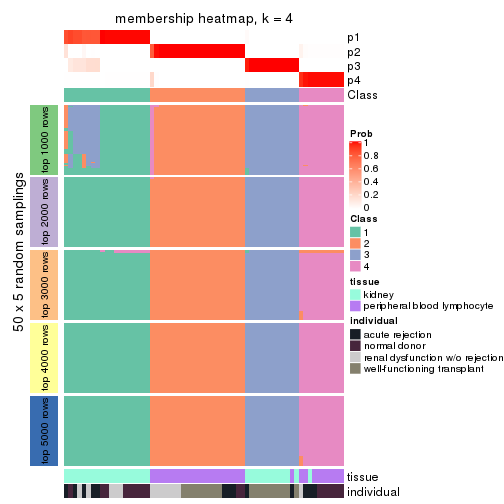 membership heatmap, k = 4
p1
p2
p3
p4
Class
50 x 5 random samplings
top 1000 rows
top 2000 rows
top 3000 rows
top 4000 rows
top 5000 rows
tissue
individual
Prob
1
0.8
0.6
0.4
0.2
0
Class
1
2
3
4
tissue
kidney
peripheral blood lymphocyte
individual
acute rejection
normal donor
renal dysfunction w/o rejection
well-functioning transplant